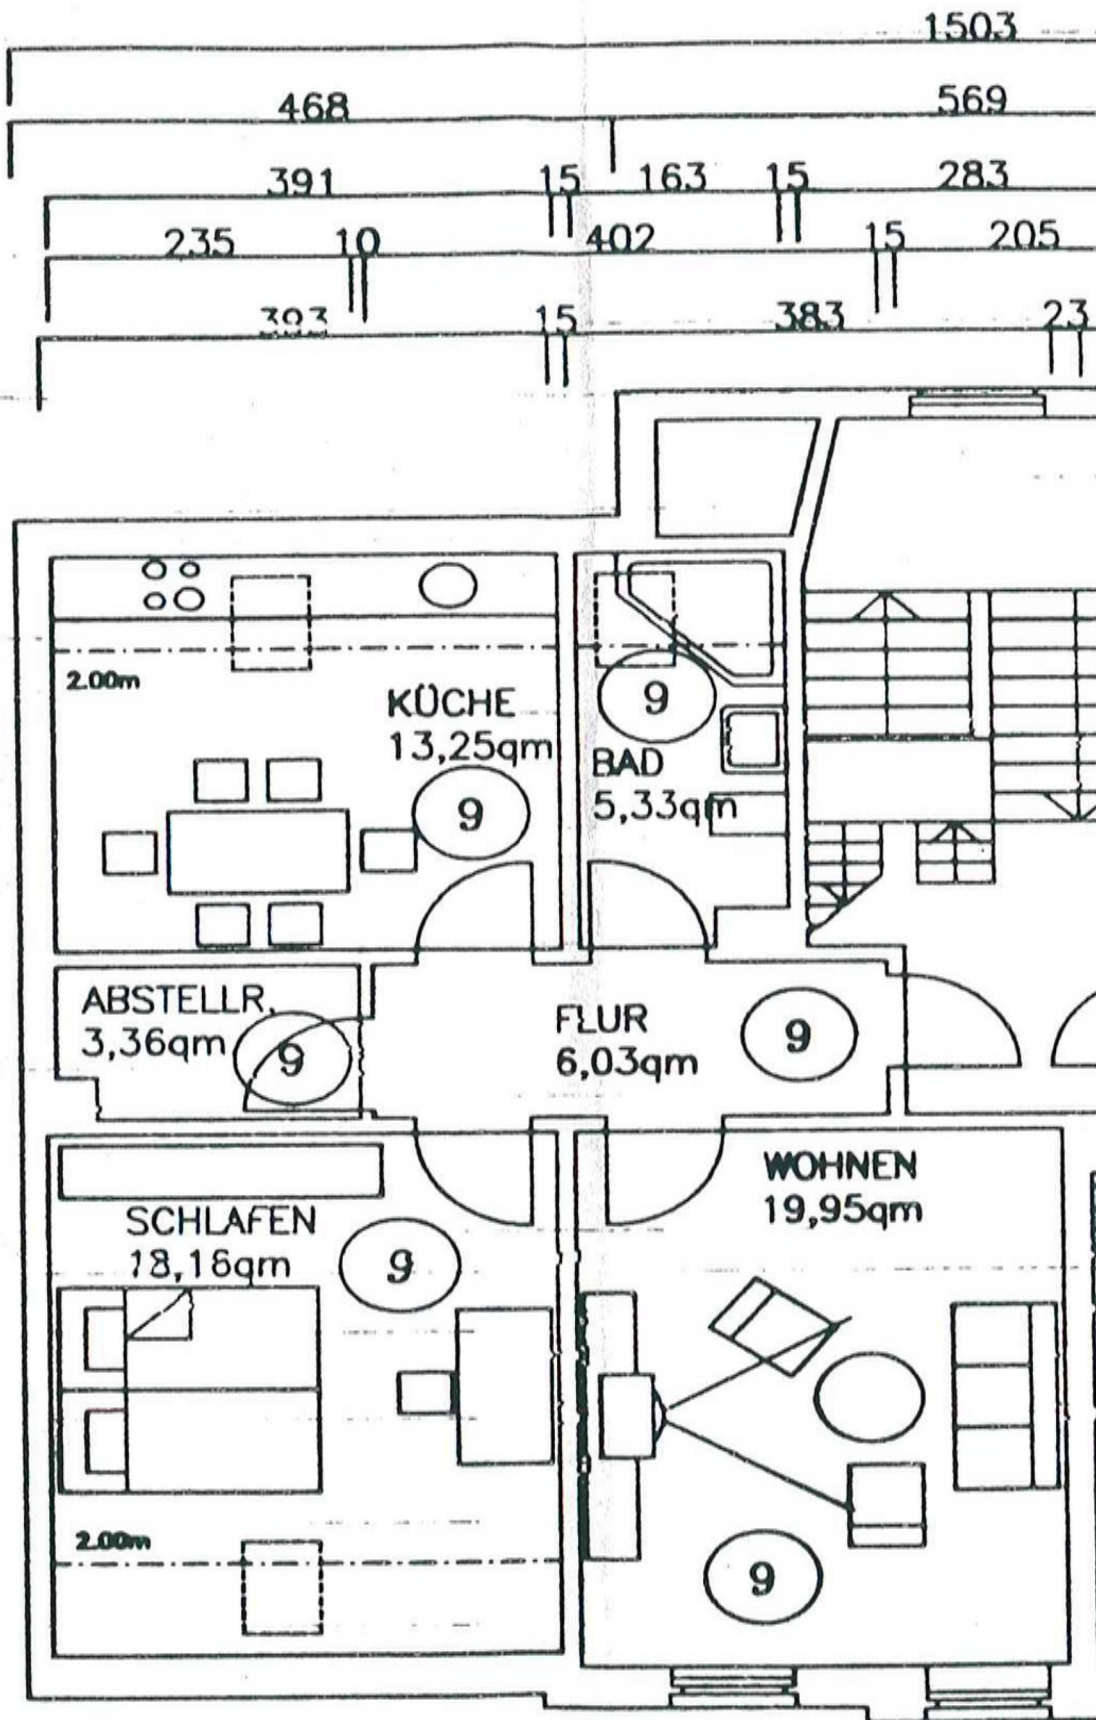 1503
468 569
391 15 163 15 283
235 10 402 15 205
393 15 383 23
2.00m
KÜCHE
13,25qm
9
9
BAD
5,33qm
ABSTELLR.
3,36qm
9
FLUR
6,03qm
9
SCHLAFEN
18,16qm
9
WOHNEN
19,95qm
2.00m
9